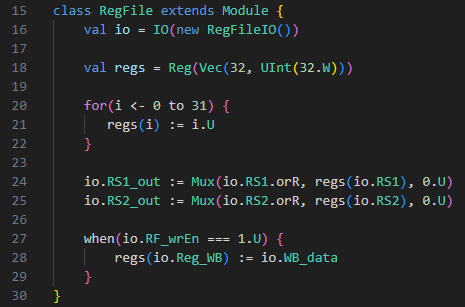 15 class RegFile extends Module {
16     val io = IO(new RegFileIO())
17
18     val regs = Reg(Vec(32, UInt(32.W)))
19
20     for(i <- 0 to 31) {
21        regs(i) := i.U
22     }
23
24     io.RS1_out := Mux(io.RS1.orR, regs(io.RS1), 0.U)
25     io.RS2_out := Mux(io.RS2.orR, regs(io.RS2), 0.U)
26
27     when(io.RF_wrEn === 1.U) {
28         regs(io.Reg_WB) := io.WB_data
29     }
30 }